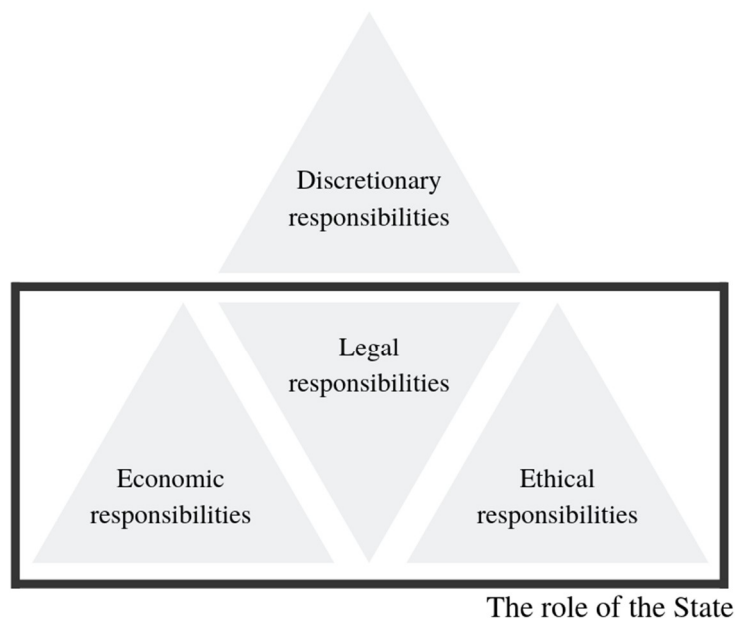 Discretionary
responsibilities
Legal
responsibilities
Economic
responsibilities
Ethical
responsibilities
The role of the State